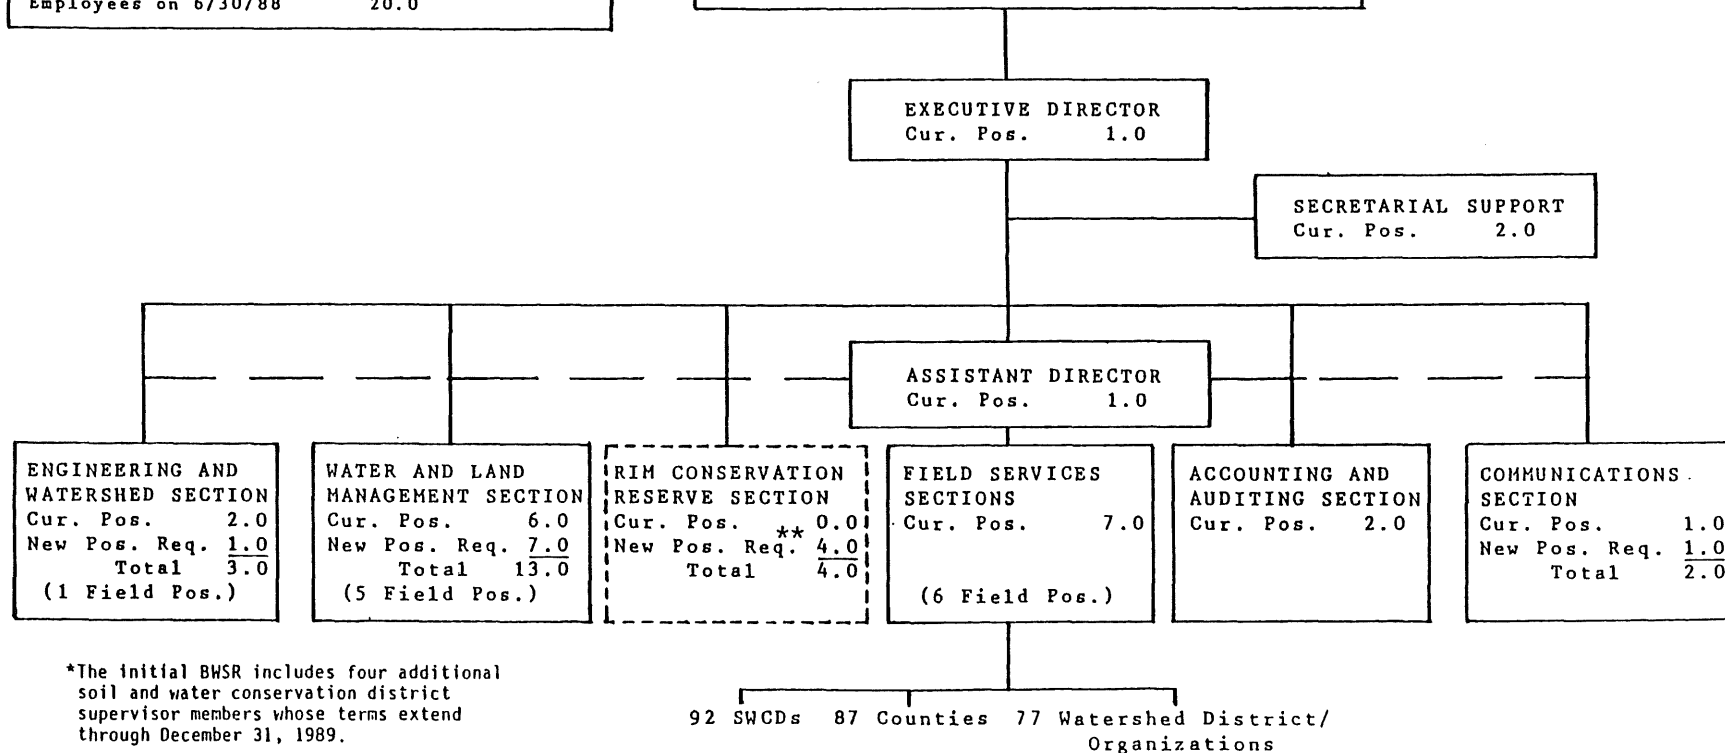 Employees on 6/30/88 20.0
EXECUTIVE DIRECTOR
Cur. Pos. 1.0
SECRETARIAL SUPPORT
Cur. Pos. 2.0
ASSISTANT DIRECTOR
Cur. Pos. 1.0
ENGINEERING AND
WATERSHED SECTION
Cur. Pos. 2.0
New Pos. Req. 1.0
Total 3.0
(1 Field Pos.)
WATER AND LAND
MANAGEMENT SECTION
Cur. Pos. 6.0
New Pos. Req. 7.0
Total 13.0
(5 Field Pos.)
RIM CONSERVATION
RESERVE SECTION
Cur. Pos. 0.0
New Pos. Req.** 4.0
Total 4.0
FIELD SERVICES
SECTIONS
Cur. Pos. 7.0
(6 Field Pos.)
ACCOUNTING AND
AUDITING SECTION
Cur. Pos. 2.0
COMMUNICATIONS
SECTION
Cur. Pos. 1.0
New Pos. Req. 1.0
Total 2.0
*The initial BWSR includes four additional
soil and water conservation district
supervisor members whose terms extend
through December 31, 1989.
92 SWCDs 87 Counties 77 Watershed District/
Organizations